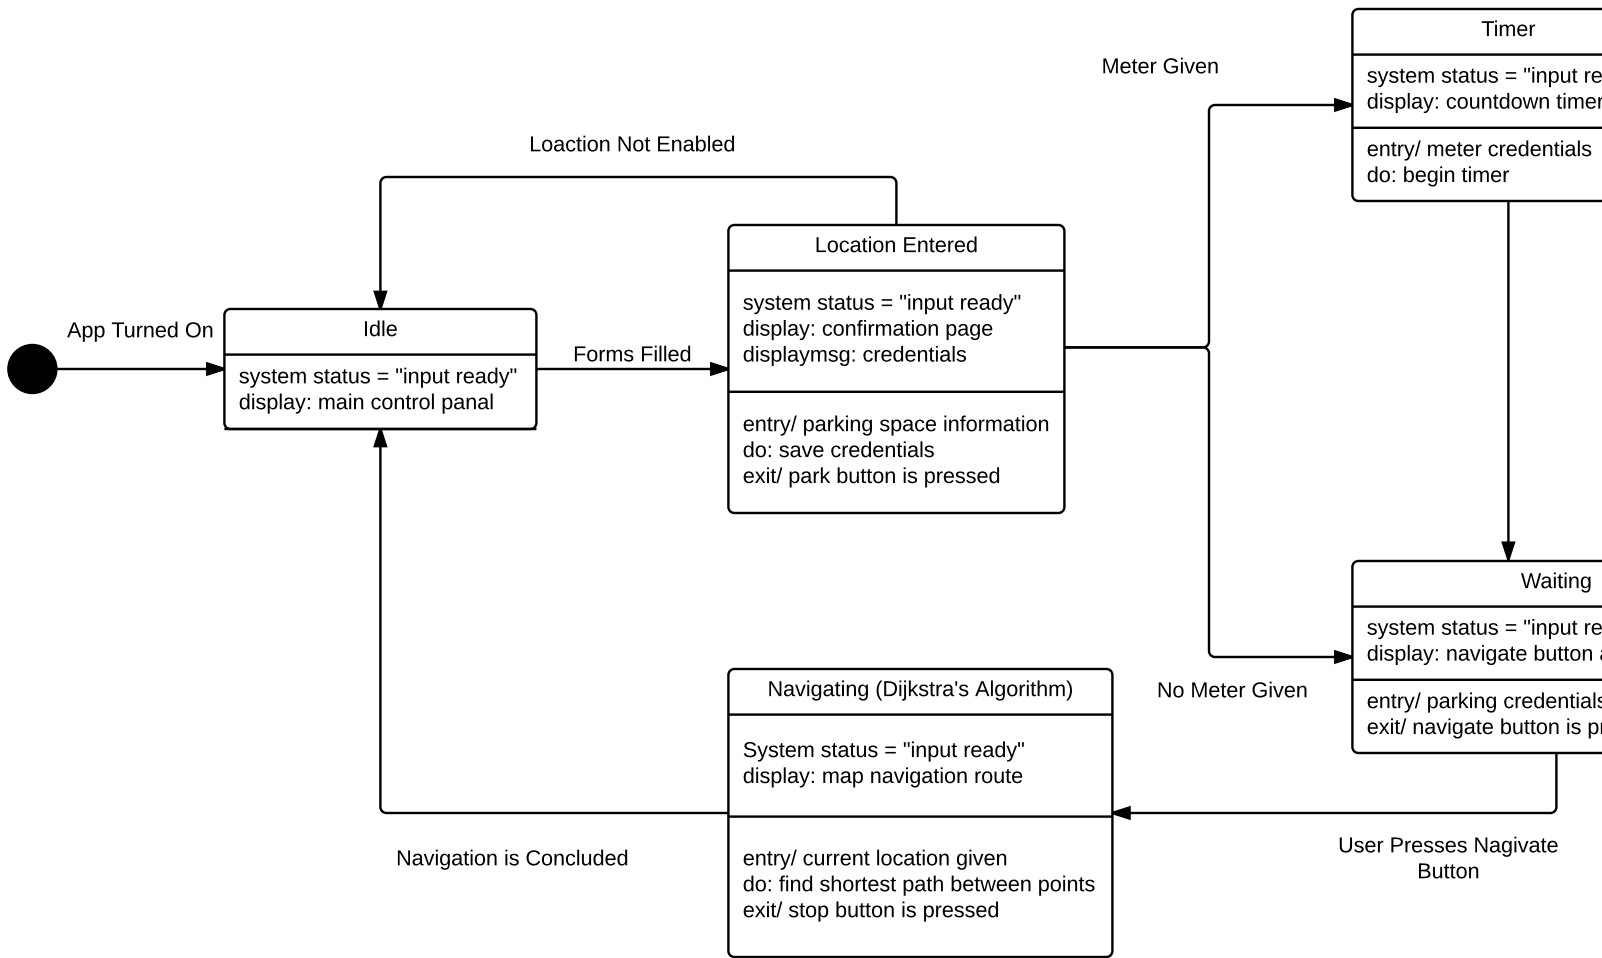 Timer
system status = "input re
display: countdown timer
entry/ meter credentials
do: begin timer
Meter Given
Loaction Not Enabled
Location Entered
system status = "input ready"
display: confirmation page
displaymsg: credentials
entry/ parking space information
do: save credentials
exit/ park button is pressed
App Turned On
Idle
system status = "input ready"
display: main control panal
Forms Filled
Waiting
system status = "input re
display: navigate button
entry/ parking credentials
exit/ navigate button is pr
No Meter Given
Navigating (Dijkstra's Algorithm)
System status = "input ready"
display: map navigation route
entry/ current location given
do: find shortest path between points
exit/ stop button is pressed
User Presses Nagivate
Button
Navigation is Concluded